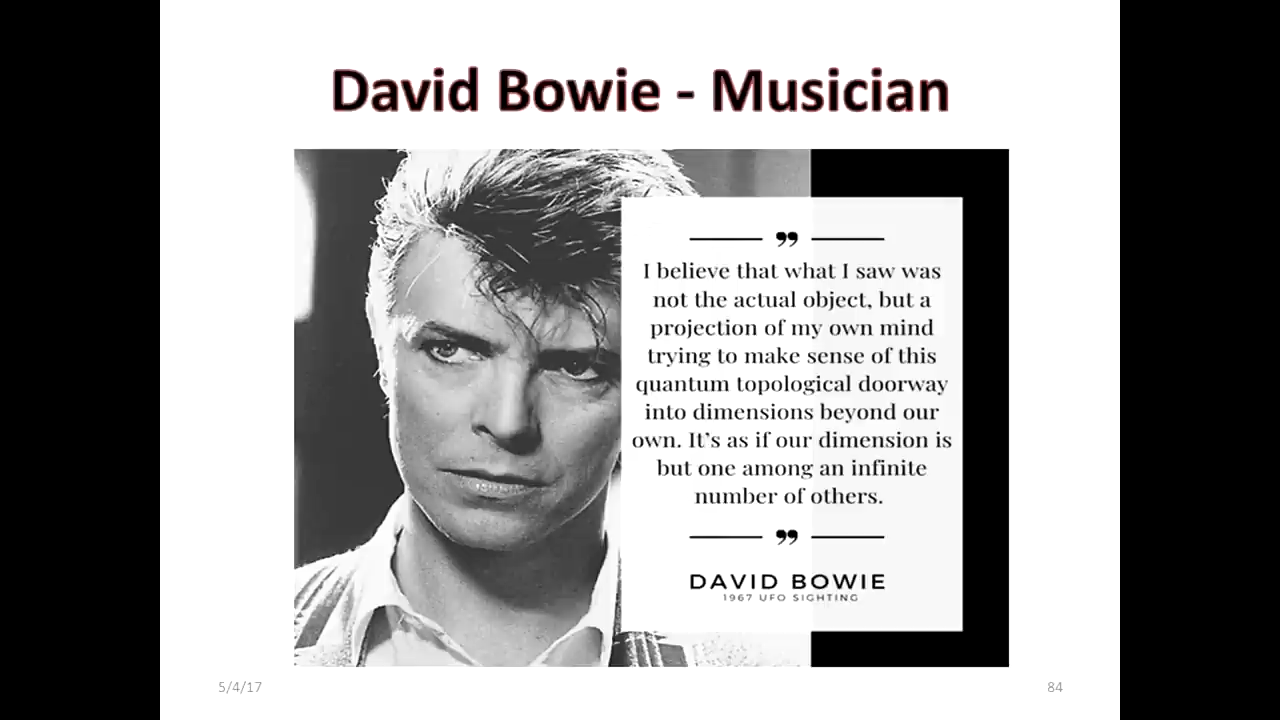 David Bowie - Musician
”
I believe that what I saw was
not the actual object, but a
projection of my own mind
trying to make sense of this
quantum topological doorway
into dimensions beyond our
own. It’s as if our dimension is
but one among an infinite
number of others.
”
DAVID BOWIE
1967 UFO SIGHTING
5/4/17
84